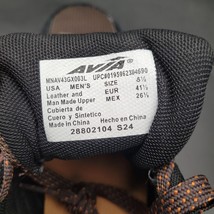 AVIA
MNAV43GX063L UPC60195962304690
USA MEN'S SIZE 8½
Leather and EUR 41½
Man Made Upper MEX 26½
Cubierta de
Cuero y Sintetico
Made in China Hecho en China
28802104 S24